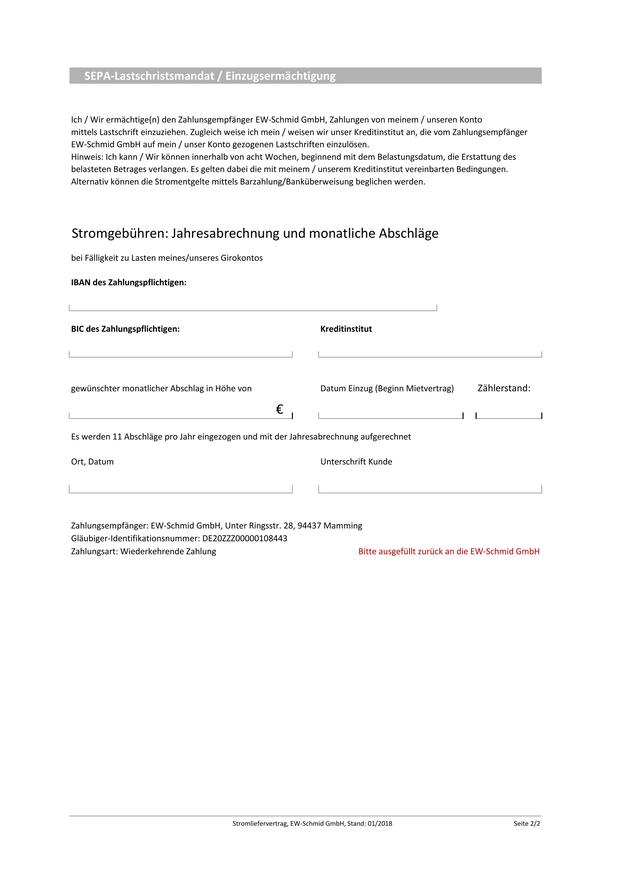 SEPA-Lastschristsmandat / Einzugsermächtigung
Ich / Wir ermächtige(n) den Zahlunsgempfänger EW-Schmid GmbH, Zahlungen von meinem / unseren Konto
mittels Lastschrift einzuziehen. Zugleich weise ich mein / weisen wir unser Kreditinstitut an, die vom Zahlungsempfänger
EW-Schmid GmbH auf mein / unser Konto gezogenen Lastschriften einzulösen.
Hinweis: Ich kann / Wir können innerhalb von acht Wochen, beginnend mit dem Belastungsdatum, die Erstattung des
belasteten Betrages verlangen. Es gelten dabei die mit meinem / unserem Kreditinstitut vereinbarten Bedingungen.
Alternativ können die Stromentgelte mittels Barzahlung/Banküberweisung beglichen werden.
Stromgebühren: Jahresabrechnung und monatliche Abschläge
bei Fälligkeit zu Lasten meines/unseres Girokontos
IBAN des Zahlungspflichtigen:
BIC des Zahlungspflichtigen: Kreditinstitut
gewünschter monatlicher Abschlag in Höhe von Datum Einzug (Beginn Mietvertrag) Zählerstand:
€
Es werden 11 Abschläge pro Jahr eingezogen und mit der Jahresabrechnung aufgerechnet
Ort, Datum Unterschrift Kunde
Zahlungsempfänger: EW-Schmid GmbH, Unter Ringsstr. 28, 94437 Mamming
Gläubiger-Identifikationsnummer: DE20ZZZ00000108443
Zahlungsart: Wiederkehrende Zahlung Bitte ausgefüllt zurück an die EW-Schmid GmbH
Stromliefervertrag, EW-Schmid GmbH, Stand: 01/2018 Seite 2/2